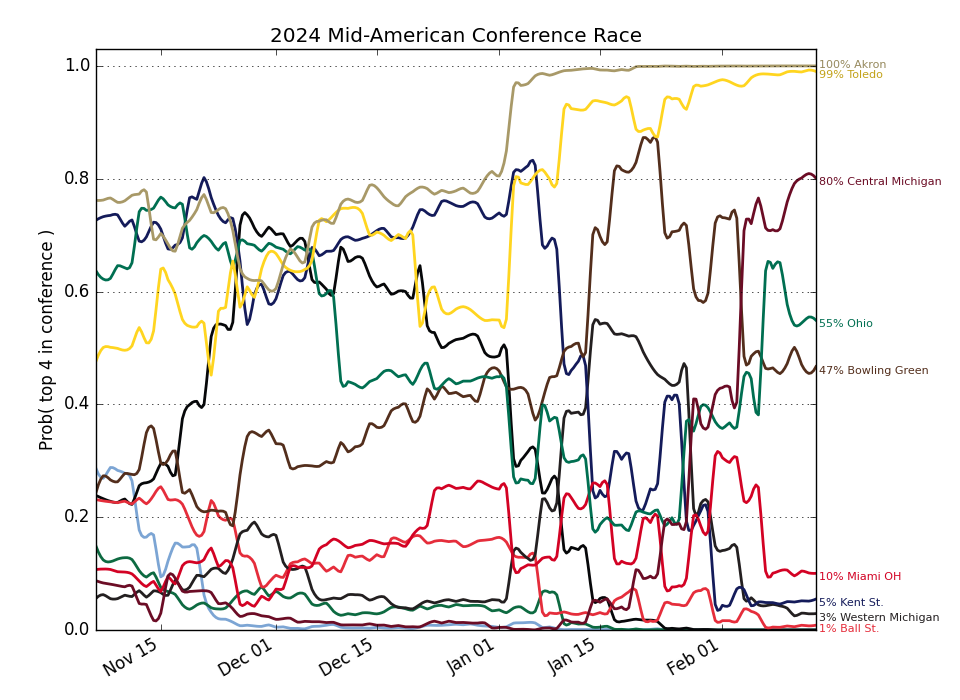 2024 Mid-American Conference Race
Prob( top 4 in conference )
1.0
0.8
0.6
0.4
0.2
0.0
Nov 15
Dec 01
Dec 15
Jan 01
Jan 15
Feb 01
100% Akron
99% Toledo
80% Central Michigan
55% Ohio
47% Bowling Green
10% Miami OH
5% Kent St.
3% Western Michigan
1% Ball St.